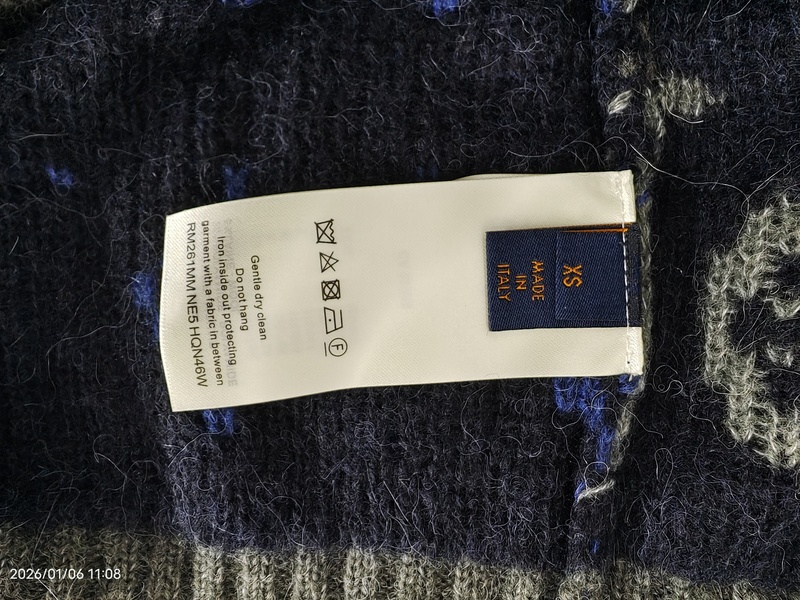 XS
MADE
IN
ITALY
Gentle dry clean
Do not hang
Iron inside out protecting
garment with a fabric in between
RM261MM NE5 HQN46W
F
2026/01/06 11:08